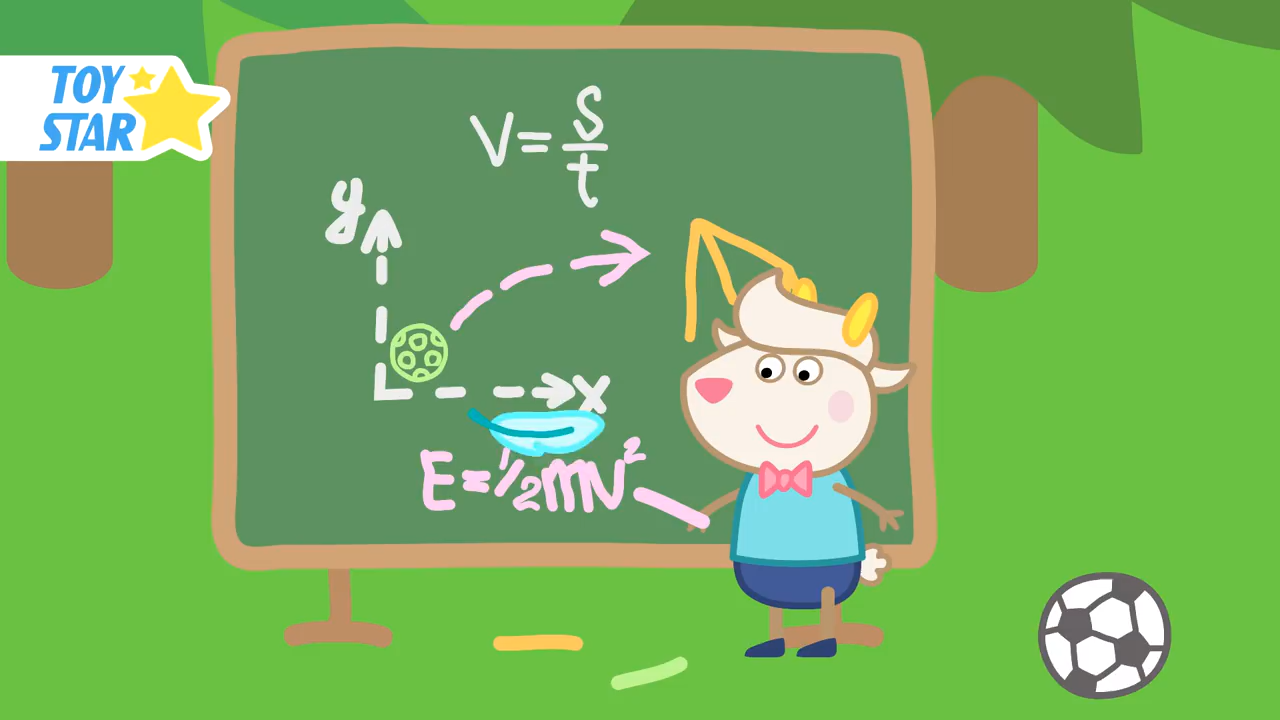 TOY
STAR
V=s/t
y
x
E=1/2mv²